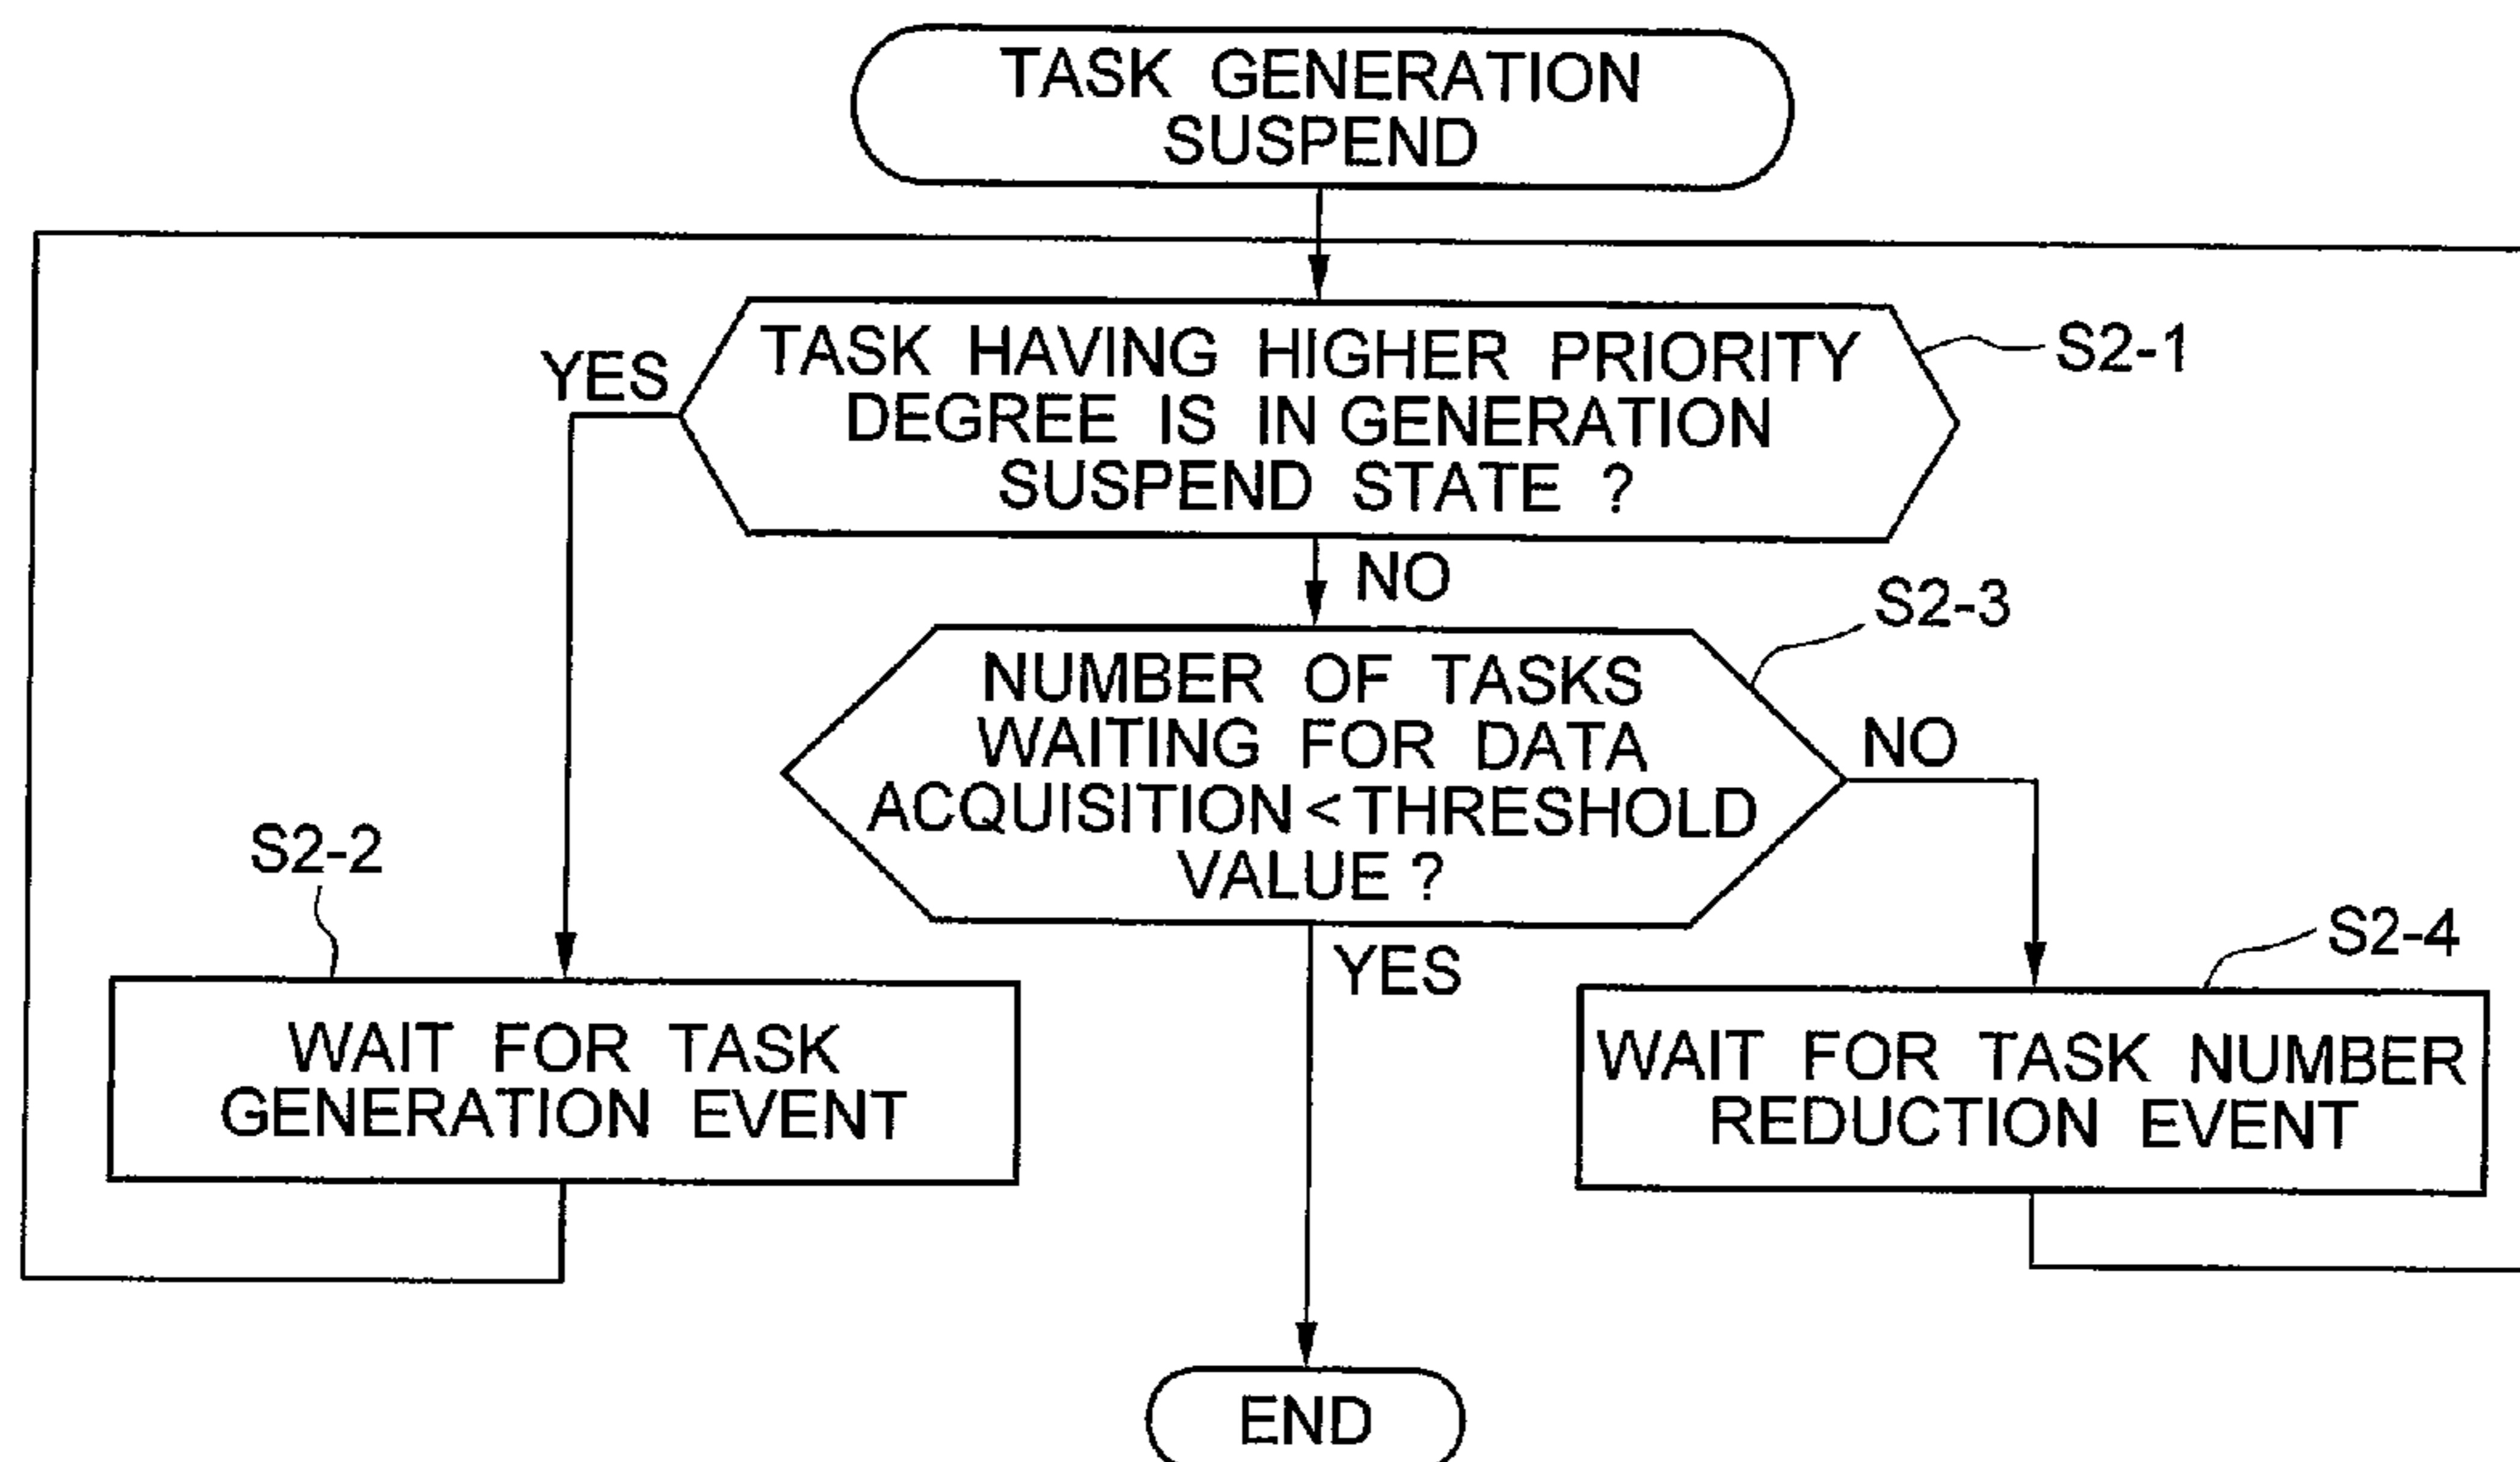 TASK GENERATION
SUSPEND
TASK HAVING HIGHER PRIORITY
DEGREE IS IN GENERATION
SUSPEND STATE ?
S2-1
YES
NO
S2-3
NUMBER OF TASKS
WAITING FOR DATA
ACQUISITION < THRESHOLD
VALUE ?
NO
S2-2
YES
S2-4
WAIT FOR TASK
GENERATION EVENT
WAIT FOR TASK NUMBER
REDUCTION EVENT
END